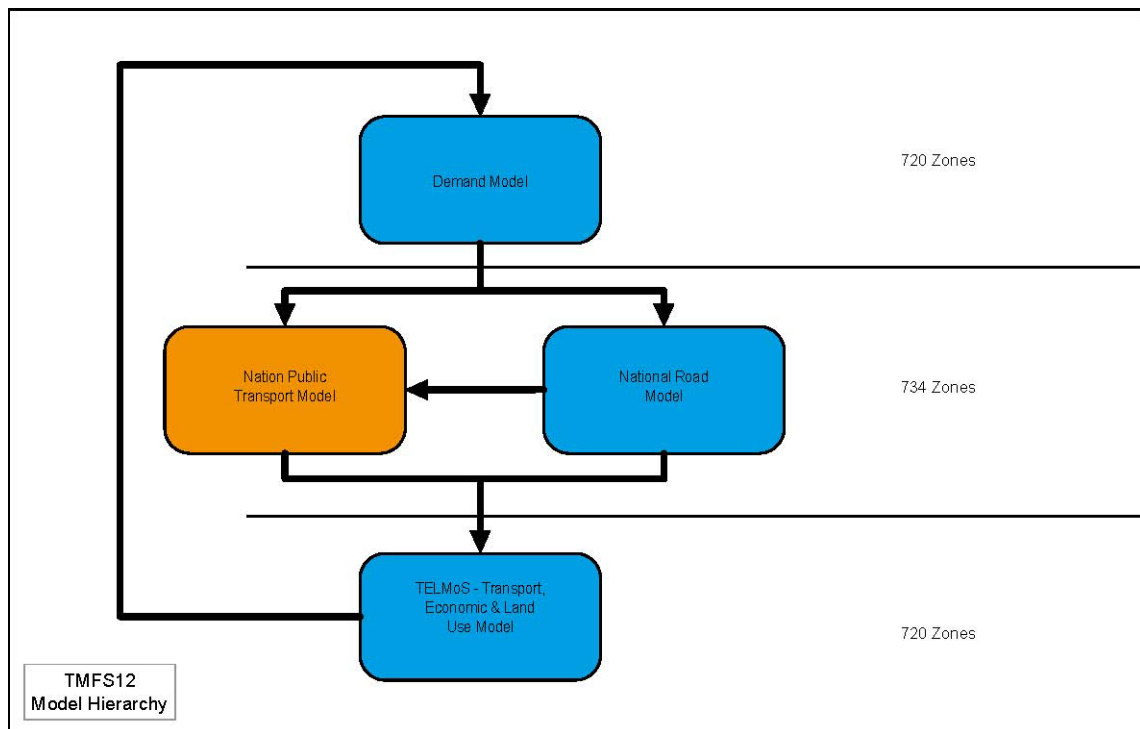 Demand Model
720 Zones
Nation Public
Transport Model
National Road
Model
734 Zones
TELMoS - Transport,
Economic & Land
Use Model
720 Zones
TMFS12
Model Hierarchy